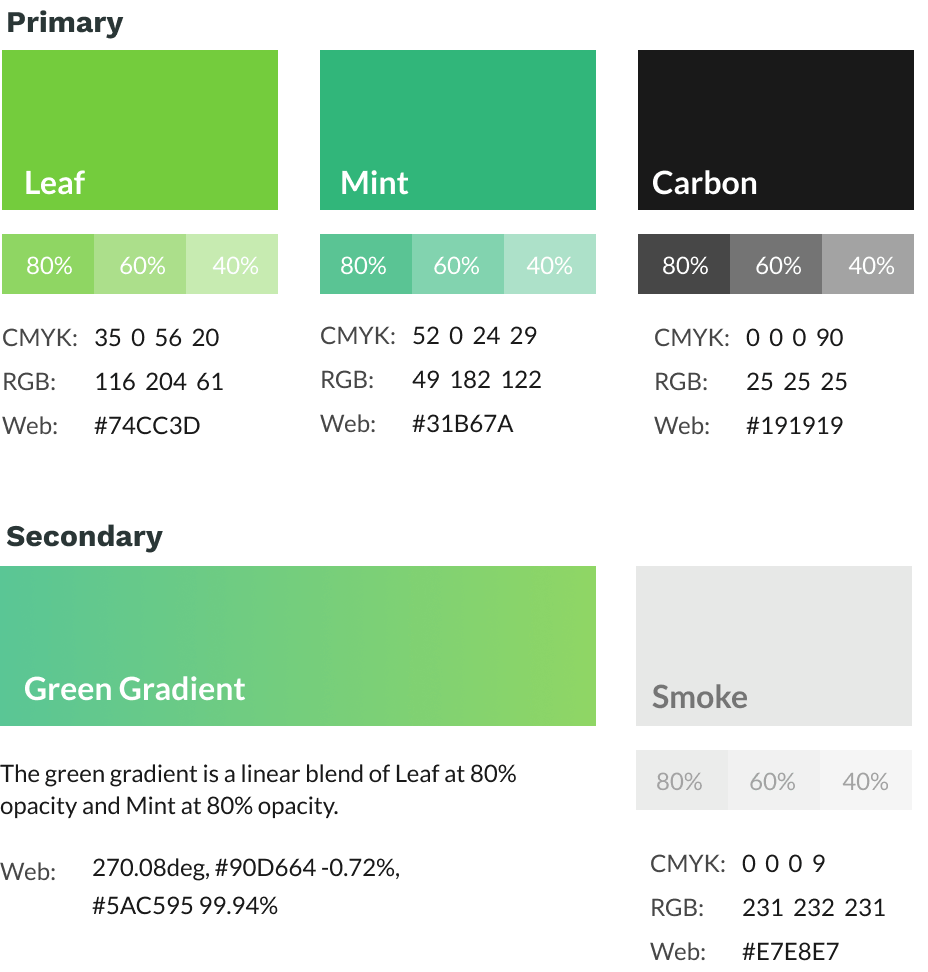 Primary
Leaf
Mint
Carbon
80% 60% 40%
80% 60% 40%
80% 60% 40%
CMYK: 35 0 56 20
RGB: 116 204 61
Web: #74CC3D
CMYK: 52 0 24 29
RGB: 49 182 122
Web: #31B67A
CMYK: 0 0 0 90
RGB: 25 25 25
Web: #191919
Secondary
Green Gradient
The green gradient is a linear blend of Leaf at 80%
opacity and Mint at 80% opacity.
Web: 270.08deg, #90D664 -0.72%,
#5AC595 99.94%
Smoke
80% 60% 40%
CMYK: 0 0 0 9
RGB: 231 232 231
Web: #E7E8E7